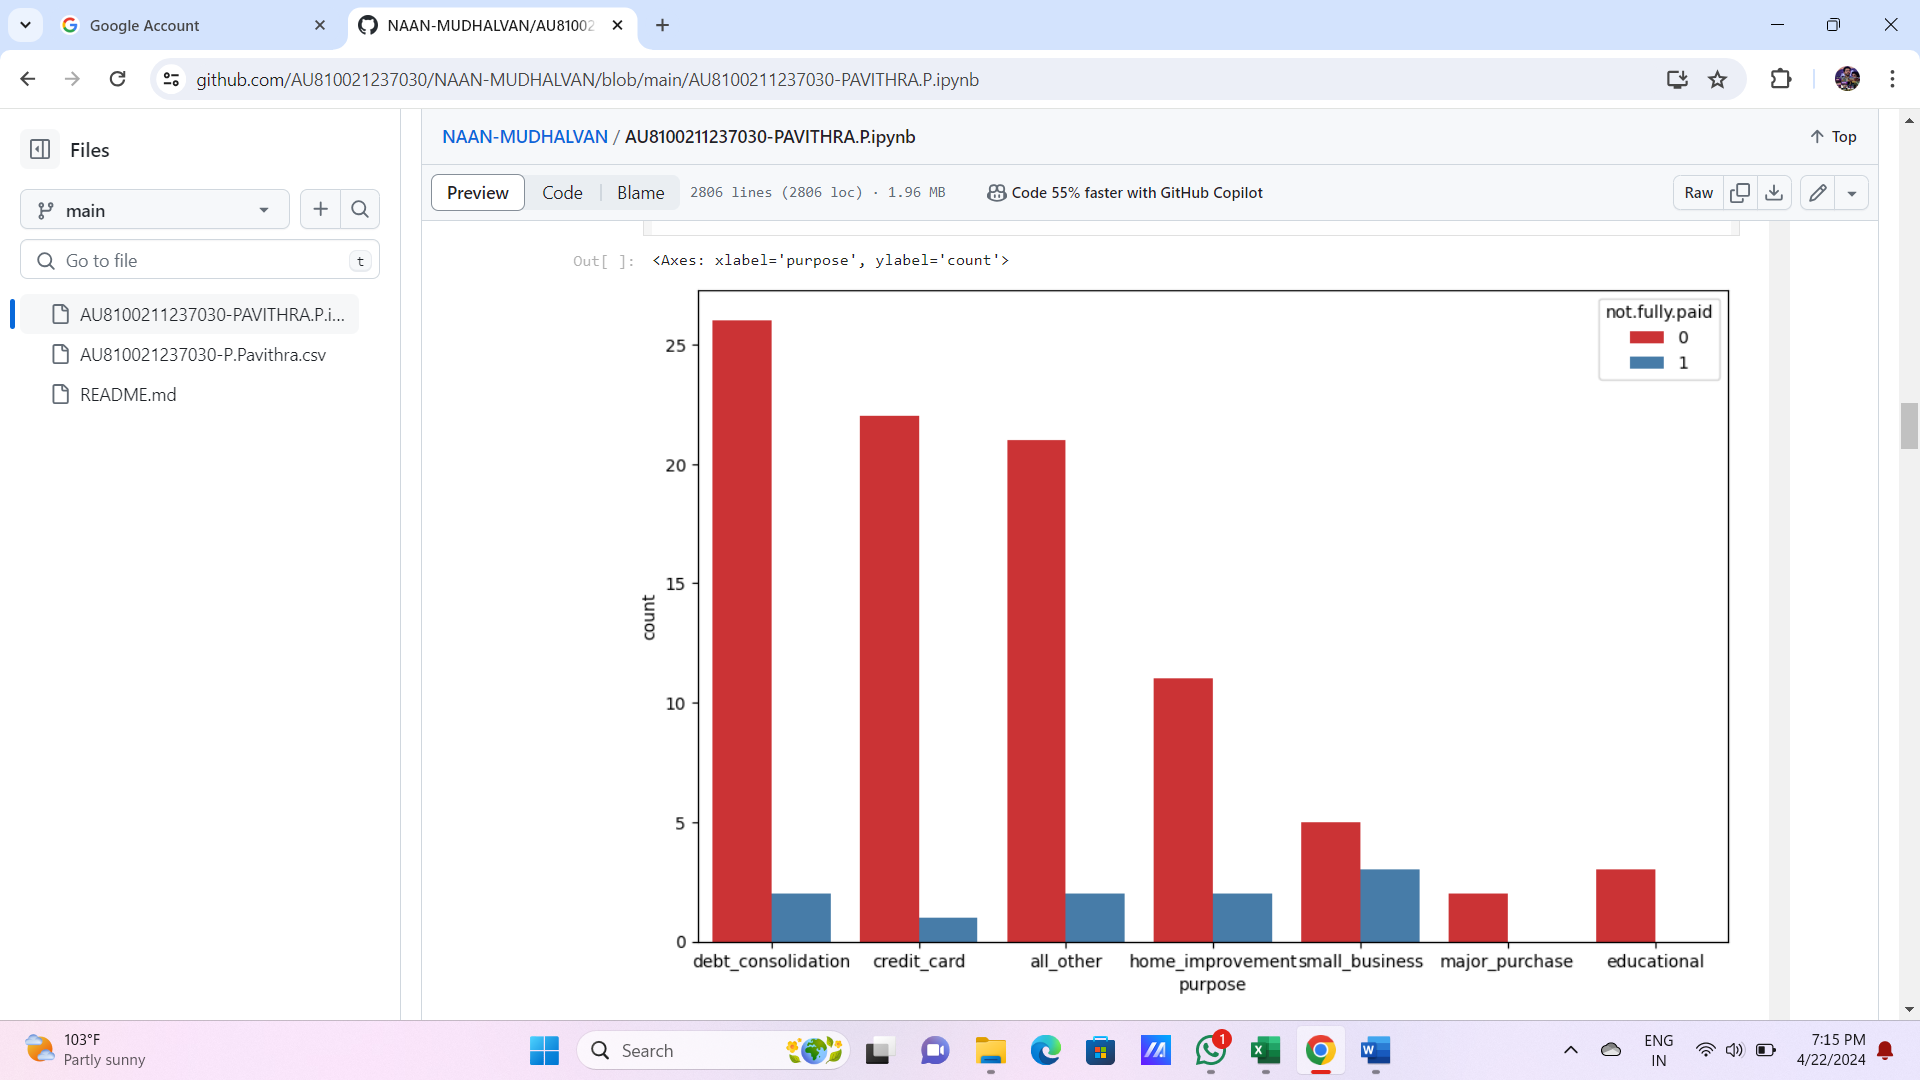 Google Account
NAAN-MUDHALVAN/AU81002
github.com/AU810021237030/NAAN-MUDHALVAN/blob/main/AU8100211237030-PAVITHRA.P.ipynb
Files
main
Go to file
t
AU8100211237030-PAVITHRA.P.i...
AU810021237030-P.Pavithra.csv
README.md
NAAN-MUDHALVAN / AU8100211237030-PAVITHRA.P.ipynb
Top
Preview
Code
Blame
2806 lines (2806 loc) · 1.96 MB
Code 55% faster with GitHub Copilot
Raw
Out[ ]:
<Axes: xlabel='purpose', ylabel='count'>
not.fully.paid
0
1
25
20
15
10
5
0
count
debt_consolidation
credit_card
all_other
home_improvement
small_business
major_purchase
educational
purpose
103°F
Partly sunny
Search
1
ENG
IN
7:15 PM
4/22/2024